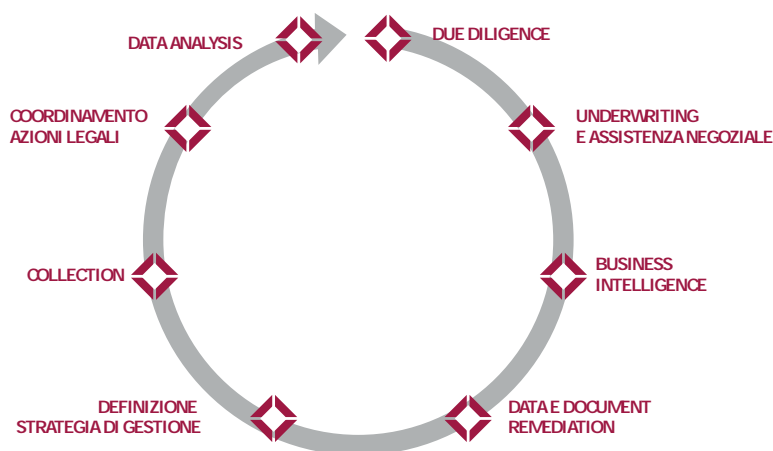 DATA ANALYSIS
DUE DILIGENCE
COORDINAMENTO
AZIONI LEGALI
UNDERWRITING
E ASSISTENZA NEGOZIALE
COLLECTION
BUSINESS
INTELLIGENCE
DEFINIZIONE
STRATEGIA DI GESTIONE
DATA E DOCUMENT
REMEDIATION